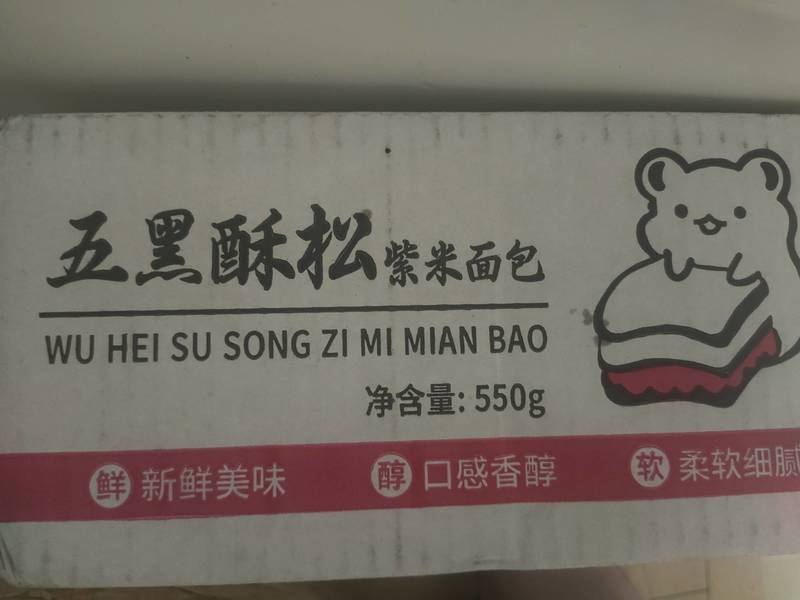 五黑酥松紫米面包
WU HEI SU SONG ZI MI MIAN BAO
净含量: 550g
鲜 新鲜美味 醇 口感香醇 软 柔软细腻